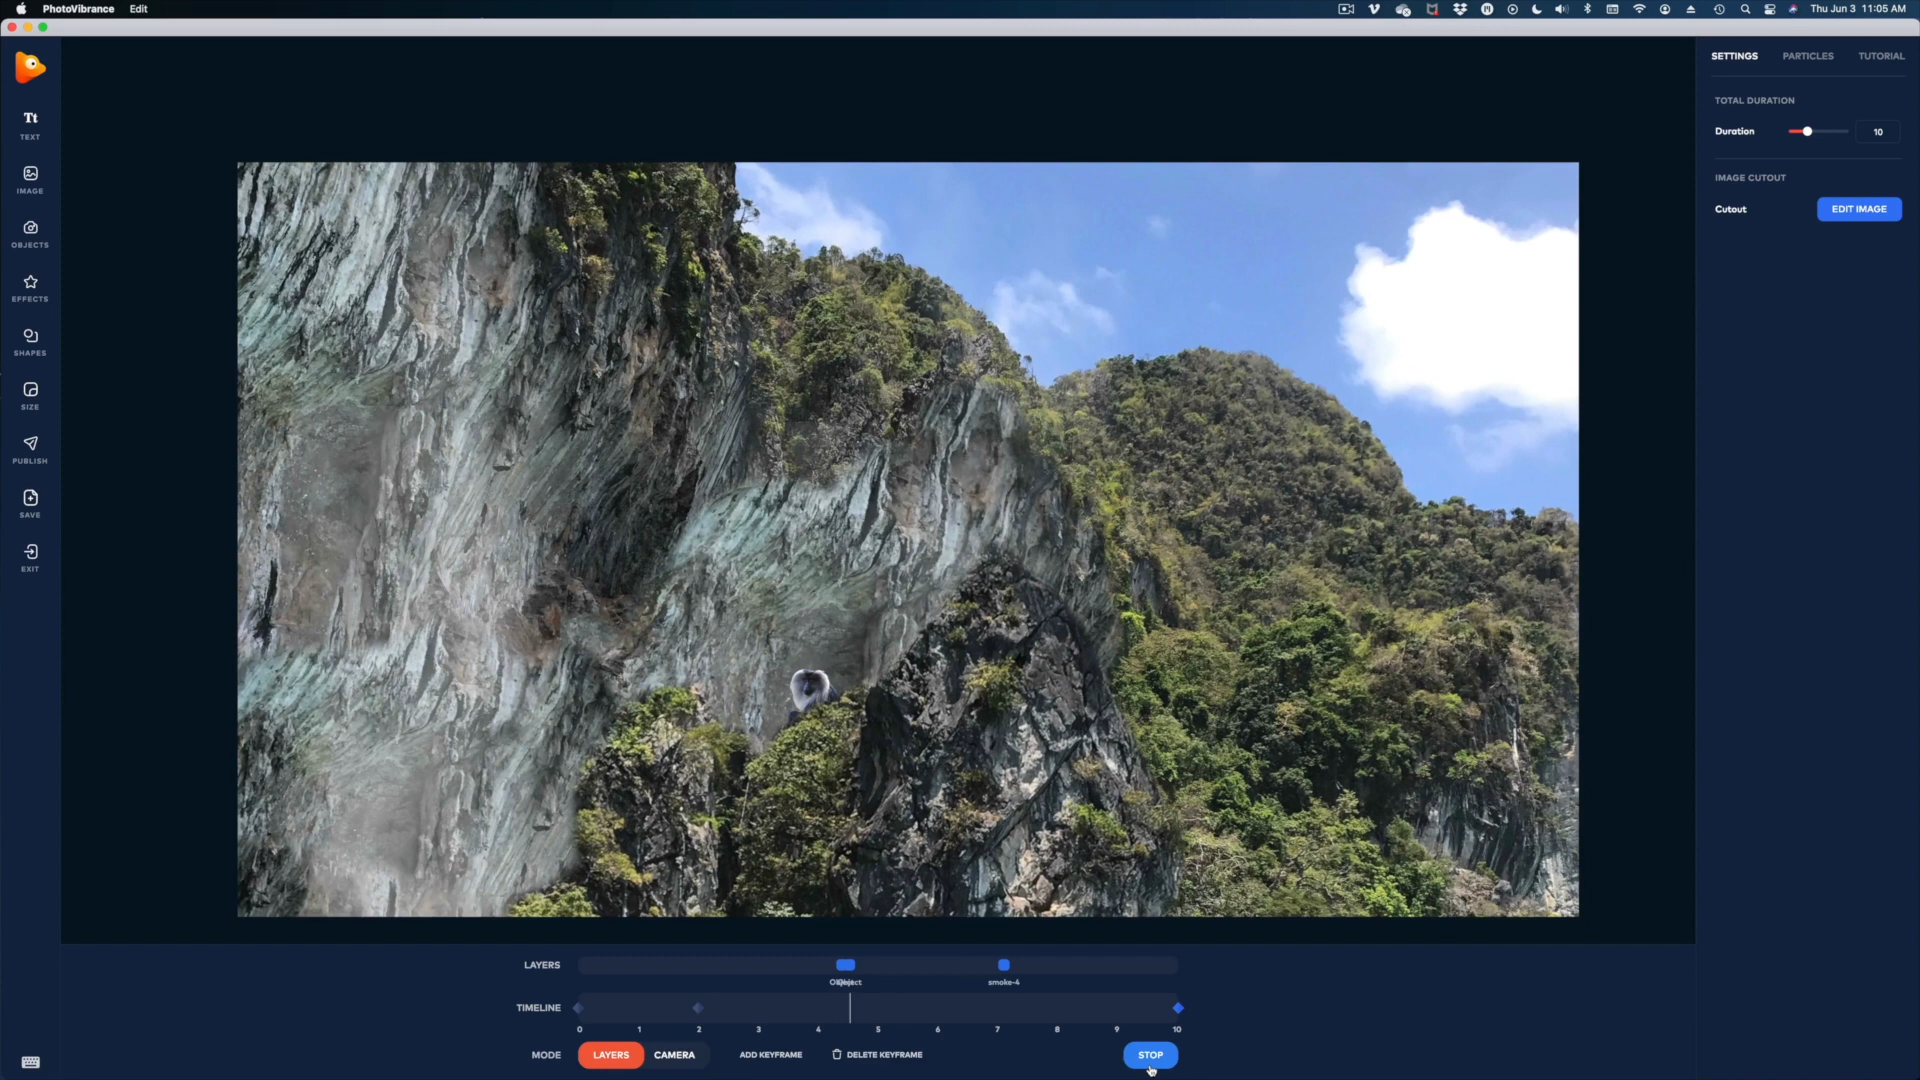 PhotoVibrance Edit Thu Jun 3 11:05 AM
SETTINGS PARTICLES TUTORIAL
TOTAL DURATION
Duration 10
IMAGE CUTOUT
Cutout EDIT IMAGE
Tt
TEXT
IMAGE
OBJECTS
EFFECTS
SHAPES
SIZE
PUBLISH
SAVE
EXIT
LAYERS
Object smoke-4
TIMELINE
0 1 2 3 4 5 6 7 8 9 10
MODE LAYERS CAMERA ADD KEYFRAME DELETE KEYFRAME STOP